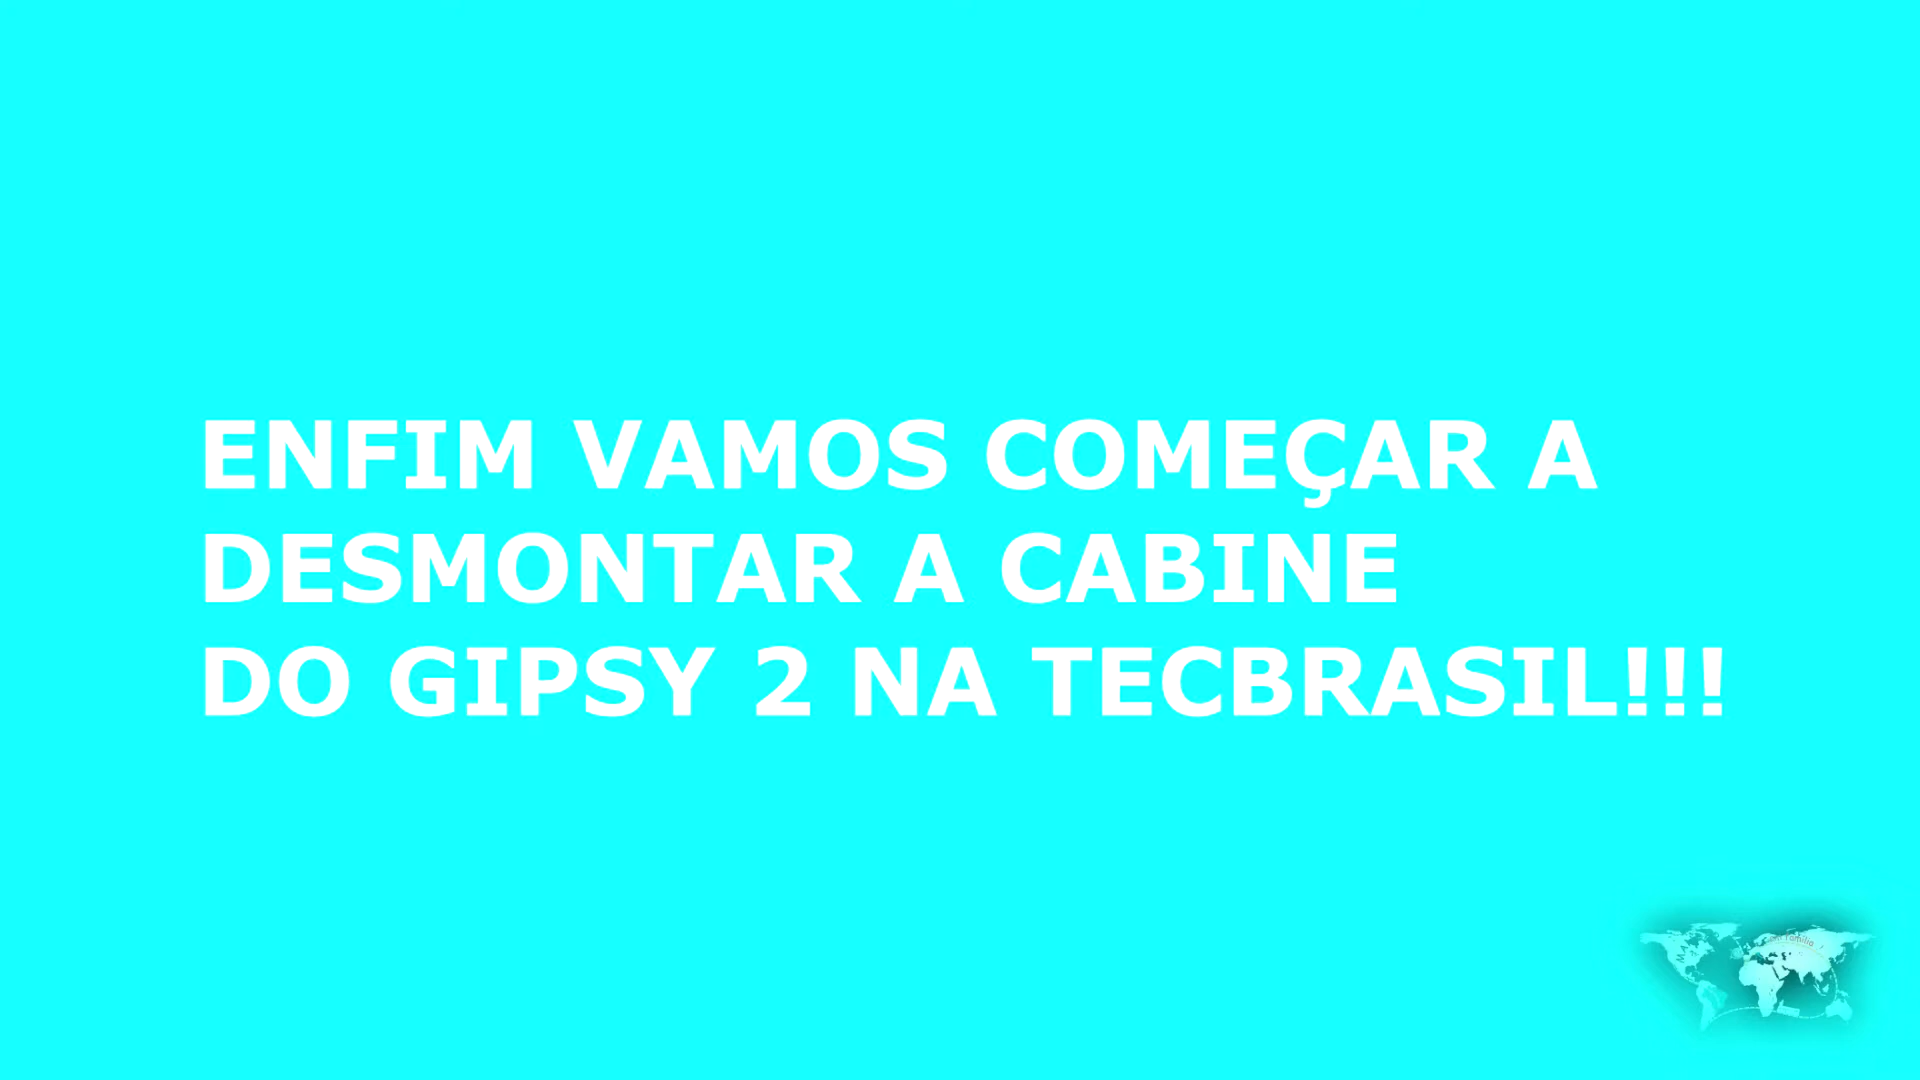 ENFIM VAMOS COMEÇAR A
DESMONTAR A CABINE
DO GIPSY 2 NA TECBRASIL!!!